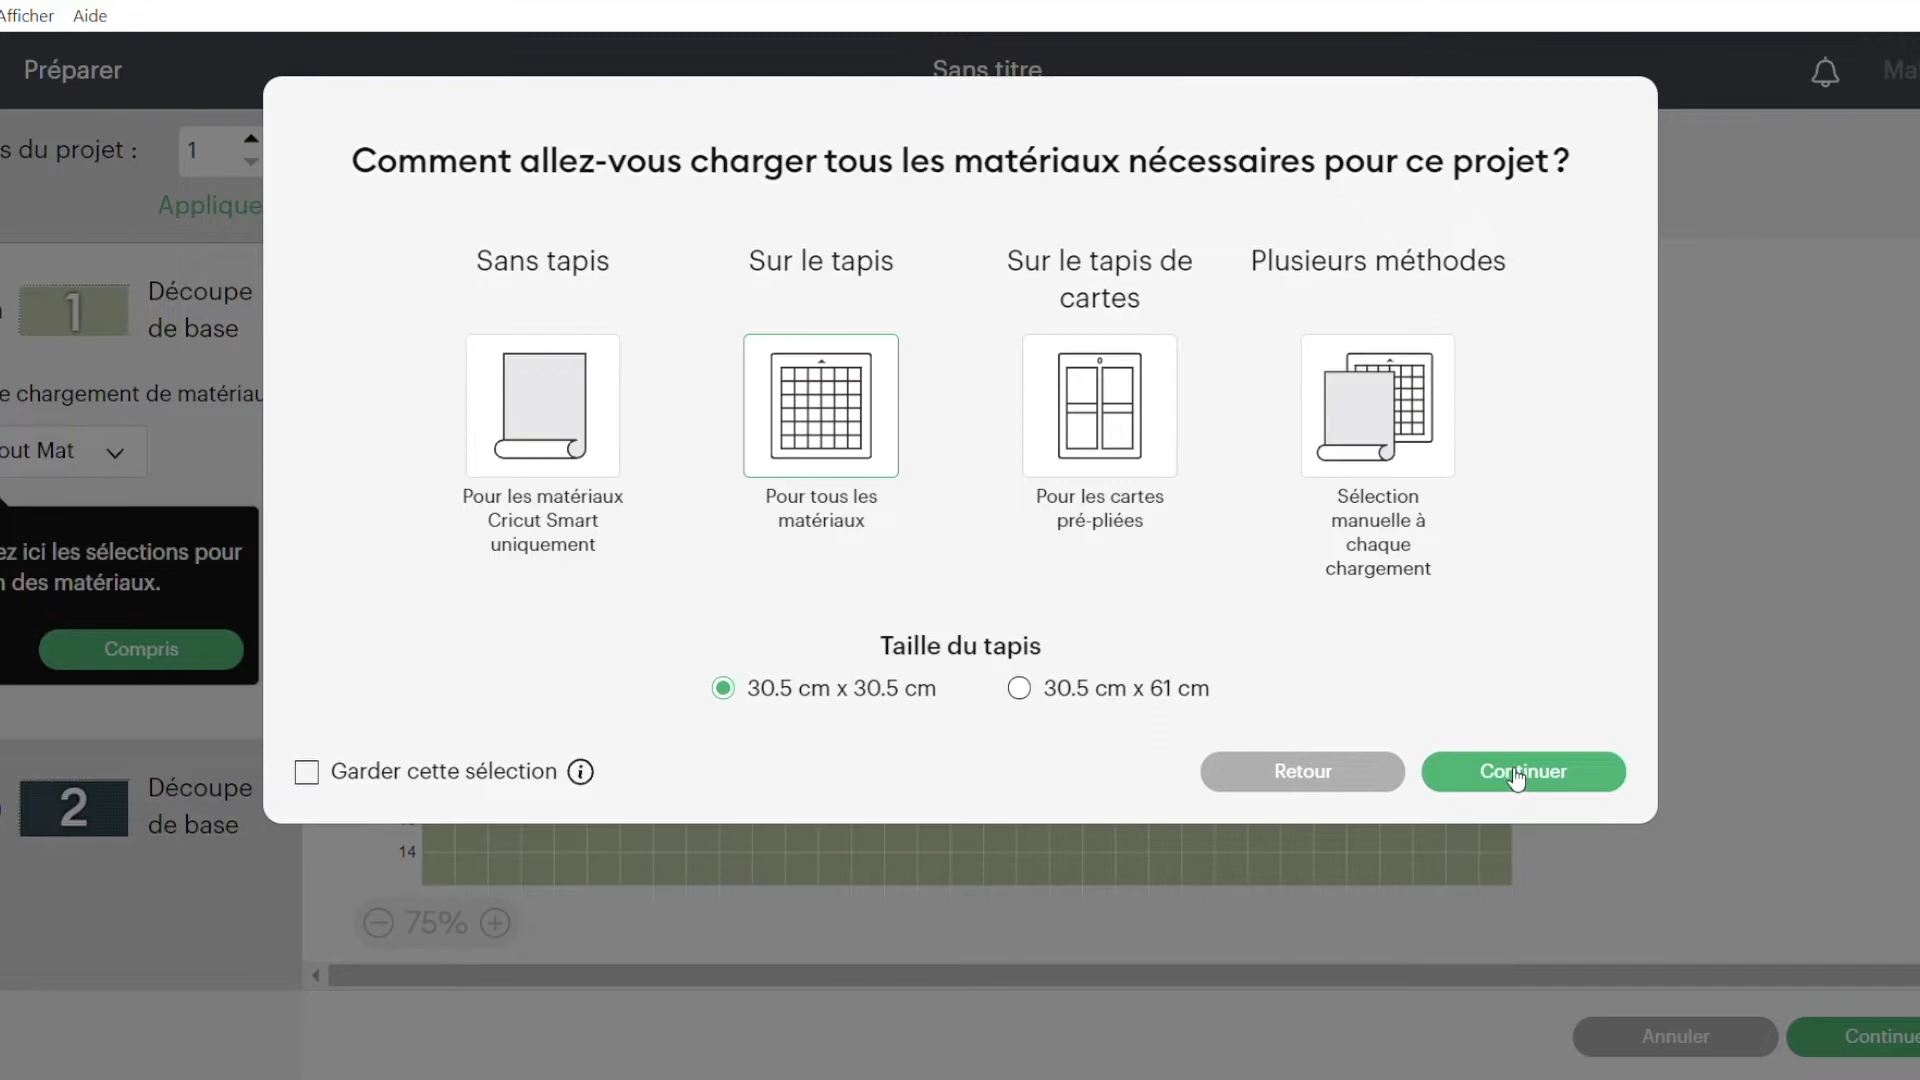 Afficher Aide
Préparer
Sans titre
Ma
s du projet :
1
Applique
1
Découpe
de base
e chargement de matériau
out Mat
ez ici les sélections pour
n des matériaux.
Compris
2
Découpe
de base
Comment allez-vous charger tous les matériaux nécessaires pour ce projet ?
Sans tapis
Pour les matériaux
Cricut Smart
uniquement
Sur le tapis
Pour tous les
matériaux
Sur le tapis de
cartes
Pour les cartes
pré-pliées
Plusieurs méthodes
Sélection
manuelle à
chaque
chargement
Taille du tapis
30.5 cm x 30.5 cm
30.5 cm x 61 cm
Garder cette sélection
Retour
Continuer
14
75%
Annuler
Continue